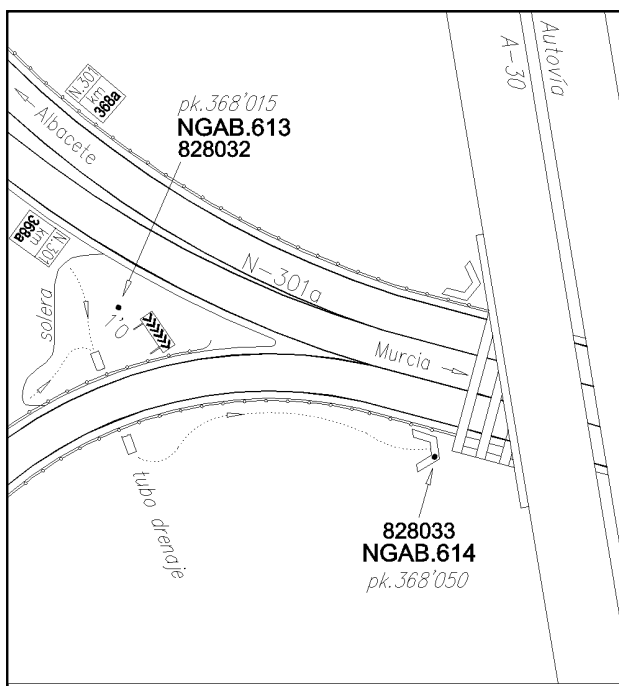 N.301
km
368a
Albacete
pk.368'015
NGAB.613
828032
Autovía
A-30
N.301
km
368a
solera
1'0
N-301a
Murcia
tubo drenaje
828033
NGAB.614
pk.368'050